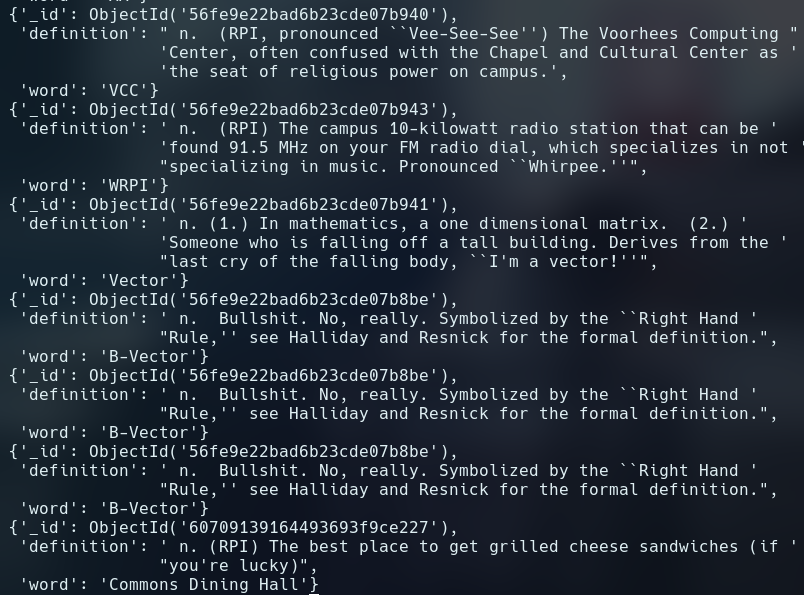 {'_id': ObjectId('56fe9e22bad6b23cde07b940'),
 'definition': " n.  (RPI, pronounced ``Vee-See-See'') The Voorhees Computing "
               'Center, often confused with the Chapel and Cultural Center as '
               'the seat of religious power on campus.',
 'word': 'VCC'}
{'_id': ObjectId('56fe9e22bad6b23cde07b943'),
 'definition': ' n.  (RPI) The campus 10-kilowatt radio station that can be '
               'found 91.5 MHz on your FM radio dial, which specializes in not '
               "specializing in music. Pronounced ``Whirpee.''",
 'word': 'WRPI'}
{'_id': ObjectId('56fe9e22bad6b23cde07b941'),
 'definition': ' n. (1.) In mathematics, a one dimensional matrix.  (2.) '
               'Someone who is falling off a tall building. Derives from the '
               "last cry of the falling body, ``I'm a vector!''",
 'word': 'Vector'}
{'_id': ObjectId('56fe9e22bad6b23cde07b8be'),
 'definition': ' n.  Bullshit. No, really. Symbolized by the ``Right Hand '
               "Rule,'' see Halliday and Resnick for the formal definition.",
 'word': 'B-Vector'}
{'_id': ObjectId('56fe9e22bad6b23cde07b8be'),
 'definition': ' n.  Bullshit. No, really. Symbolized by the ``Right Hand '
               "Rule,'' see Halliday and Resnick for the formal definition.",
 'word': 'B-Vector'}
{'_id': ObjectId('56fe9e22bad6b23cde07b8be'),
 'definition': ' n.  Bullshit. No, really. Symbolized by the ``Right Hand '
               "Rule,'' see Halliday and Resnick for the formal definition.",
 'word': 'B-Vector'}
{'_id': ObjectId('60709139164493693f9ce227'),
 'definition': ' n. (RPI) The best place to get grilled cheese sandwiches (if '
               "you're lucky)",
 'word': 'Commons Dining Hall'}